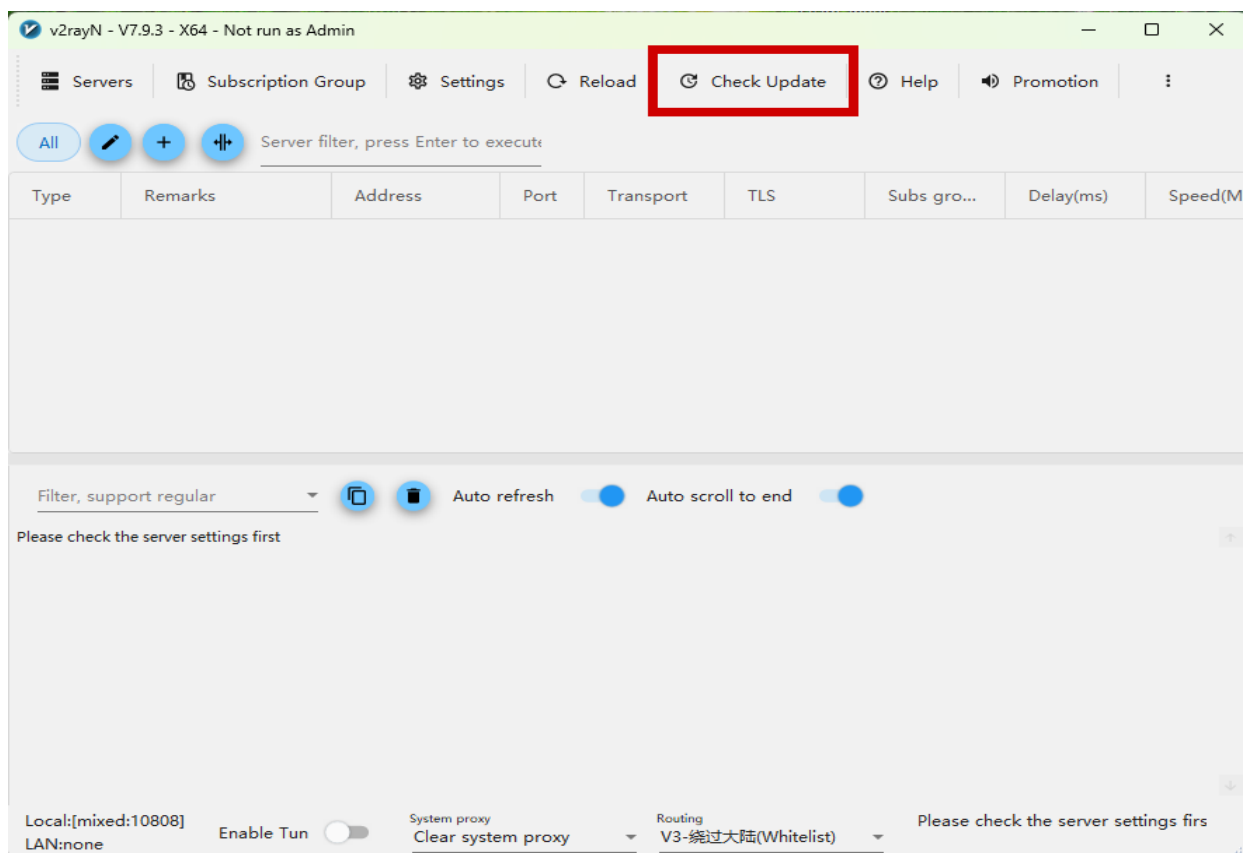 v2rayN - V7.9.3 - X64 - Not run as Admin
Servers Subscription Group Settings Reload Check Update Help Promotion
All Server filter, press Enter to execute
Type Remarks Address Port Transport TLS Subs gro... Delay(ms) Speed(M
Filter, support regular Auto refresh Auto scroll to end
Please check the server settings first
Local:[mixed:10808]
LAN:none
Enable Tun
System proxy
Clear system proxy
Routing
V3-绕过大陆(Whitelist)
Please check the server settings firs